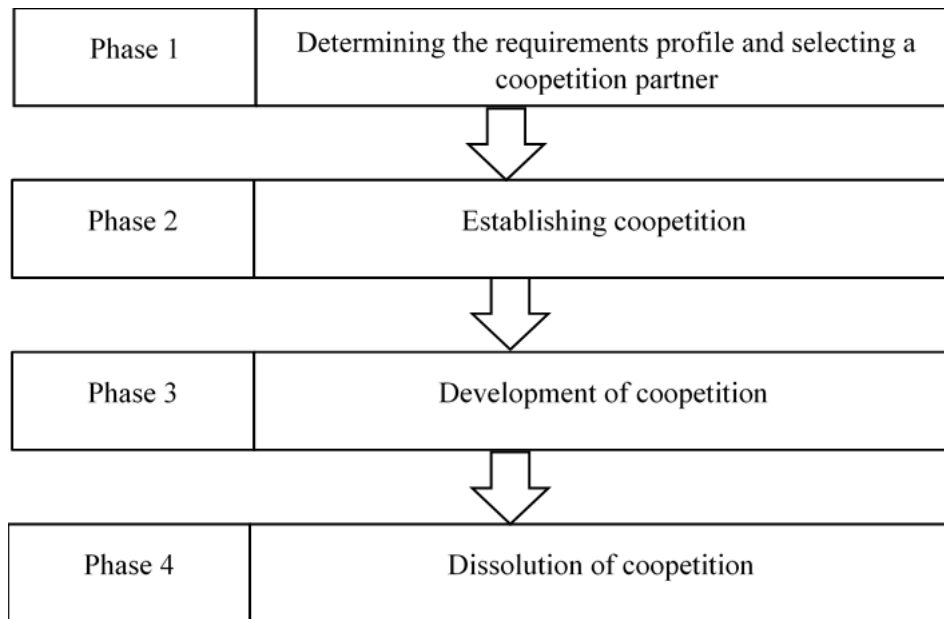 Phase 1
Determining the requirements profile and selecting a
coopetition partner
Phase 2
Establishing coopetition
Phase 3
Development of coopetition
Phase 4
Dissolution of coopetition